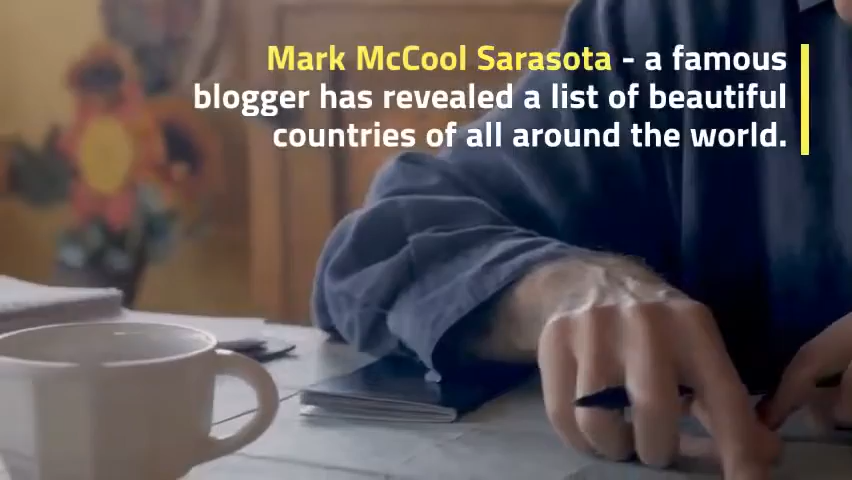 Mark McCool Sarasota - a famous
blogger has revealed a list of beautiful
countries of all around the world.